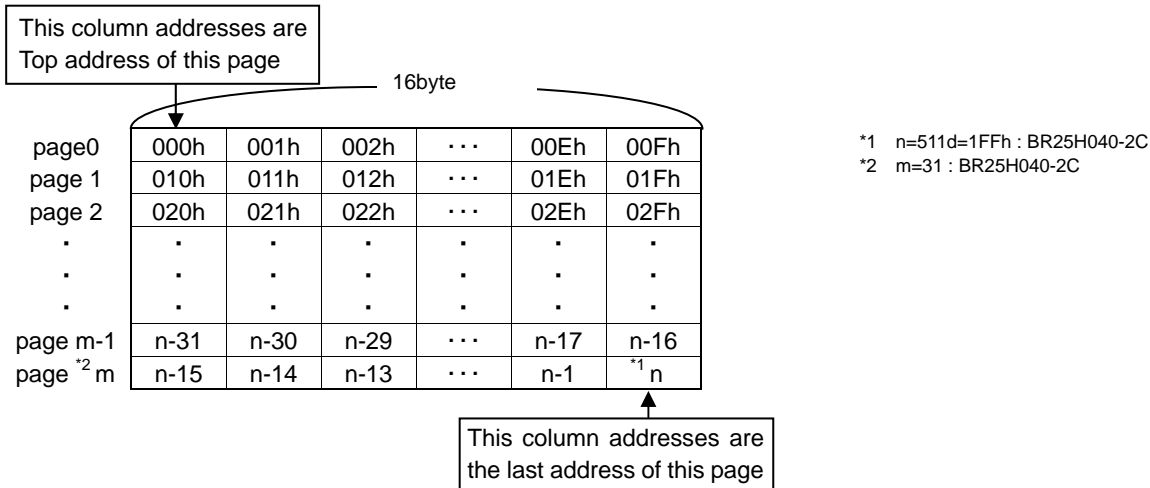 This column addresses are
Top address of this page
16byte
page0 000h 001h 002h ・・・ 00Eh 00Fh
page 1 010h 011h 012h ・・・ 01Eh 01Fh
page 2 020h 021h 022h ・・・ 02Eh 02Fh
・ ・ ・ ・ ・ ・ ・
・ ・ ・ ・ ・ ・ ・
・ ・ ・ ・ ・ ・ ・
page m-1 n-31 n-30 n-29 ・・・ n-17 n-16
page *2 m n-15 n-14 n-13 ・・・ n-1 *1 n
This column addresses are
the last address of this page
*1 n=511d=1FFh : BR25H040-2C
*2 m=31 : BR25H040-2C